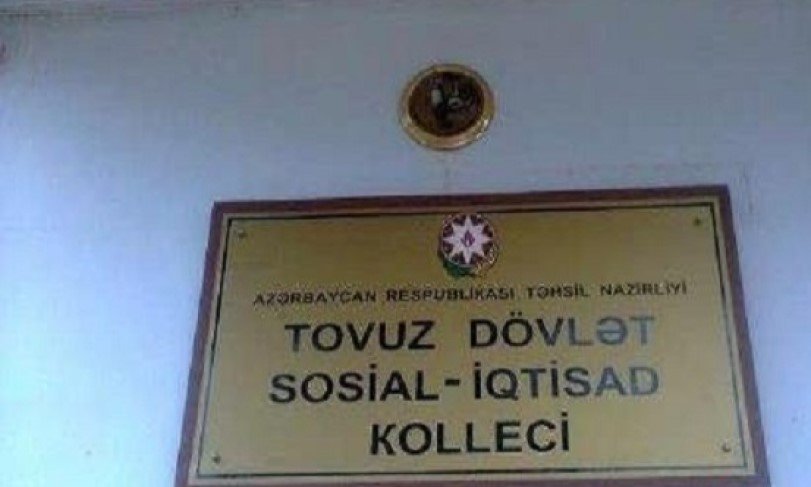 AZƏRBAYCAN RESPUBLİKASI TƏHSİL NAZİRLİYİ
TOVUZ DÖVLƏT
SOSİAL-İQTİSAD
KOLLECİ